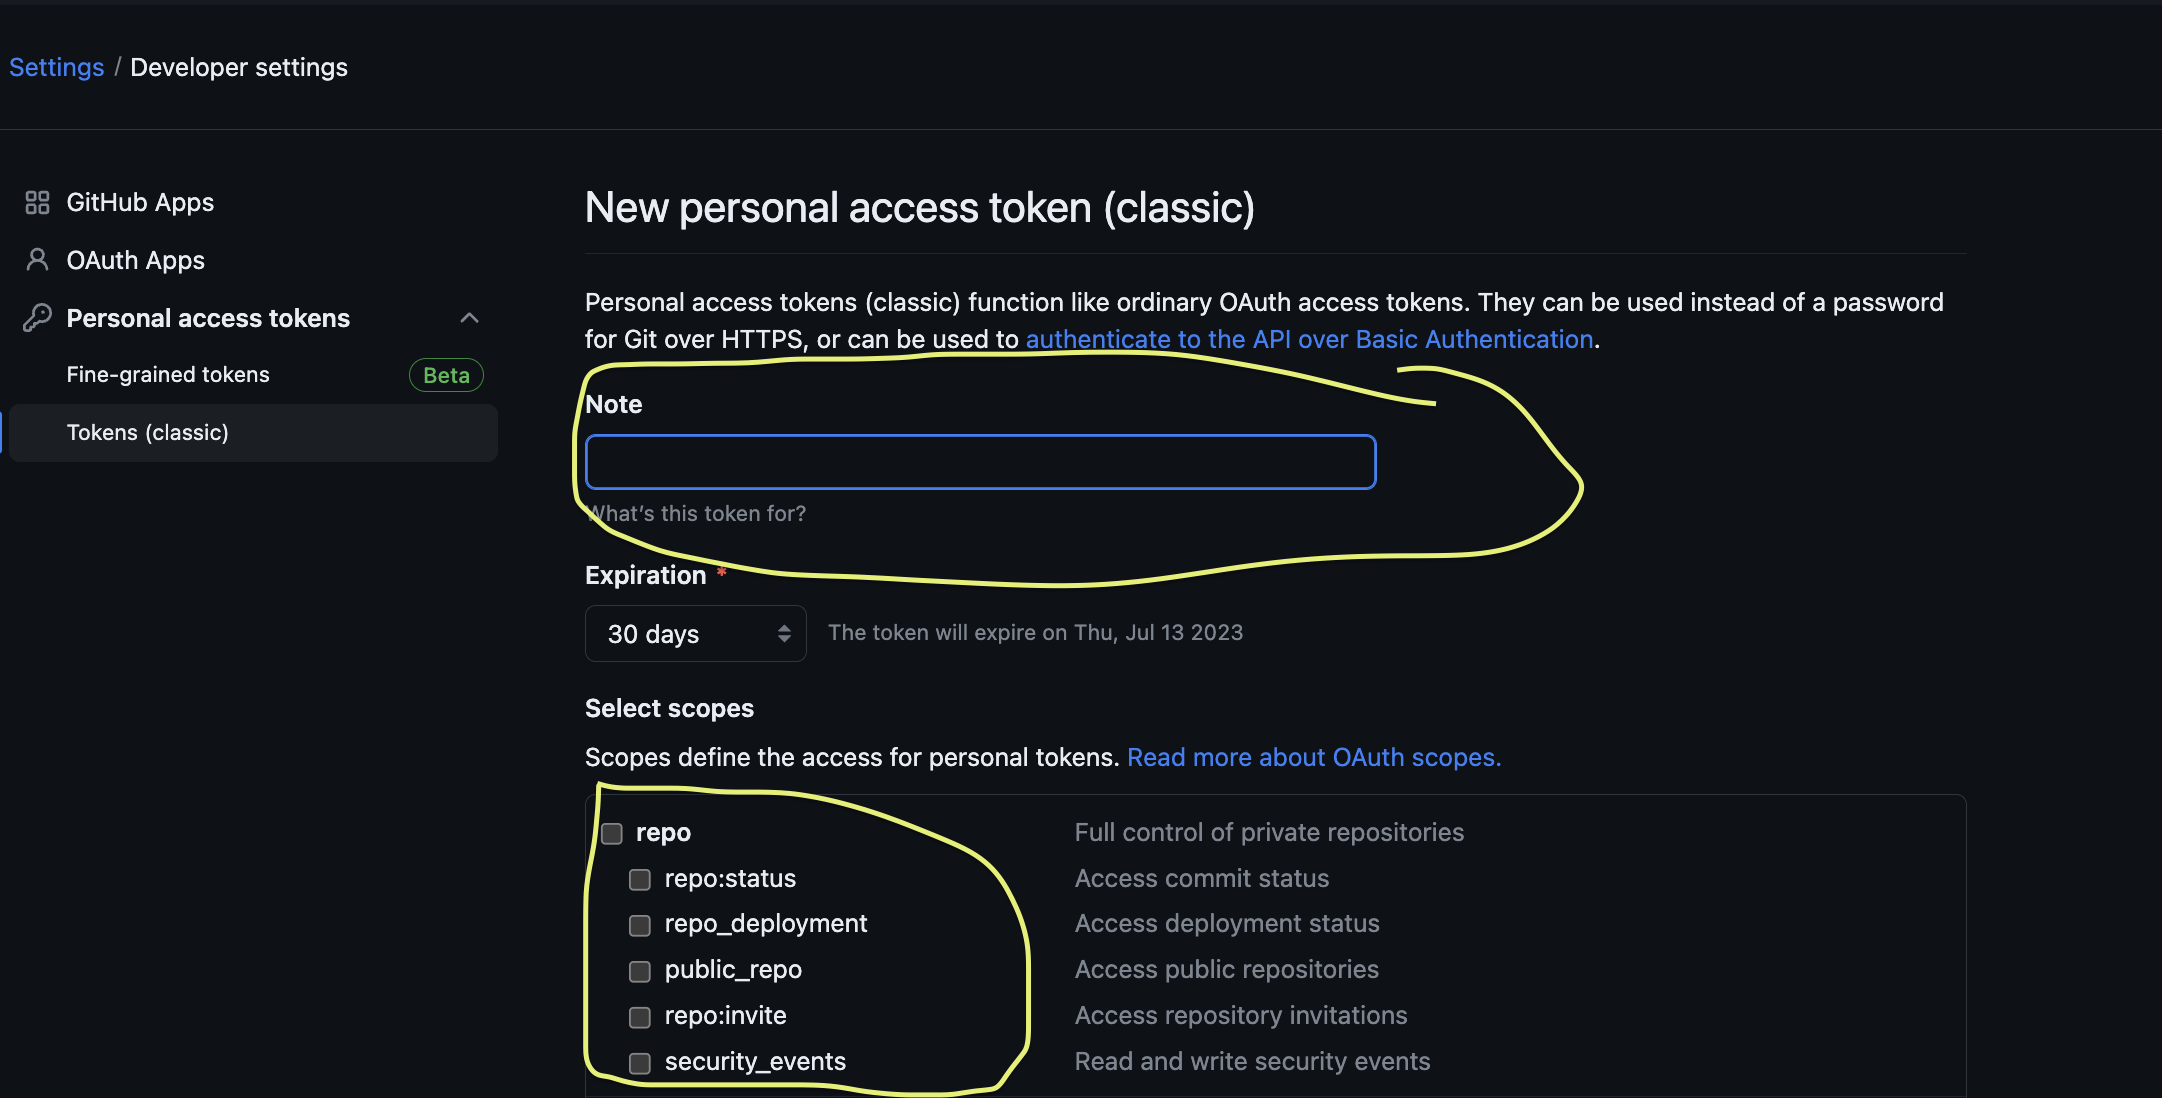 Settings / Developer settings
GitHub Apps
OAuth Apps
Personal access tokens
Fine-grained tokens Beta
Tokens (classic)
New personal access token (classic)
Personal access tokens (classic) function like ordinary OAuth access tokens. They can be used instead of a password
for Git over HTTPS, or can be used to authenticate to the API over Basic Authentication.
Note
What's this token for?
Expiration *
30 days The token will expire on Thu, Jul 13 2023
Select scopes
Scopes define the access for personal tokens. Read more about OAuth scopes.
repo Full control of private repositories
repo:status Access commit status
repo_deployment Access deployment status
public_repo Access public repositories
repo:invite Access repository invitations
security_events Read and write security events